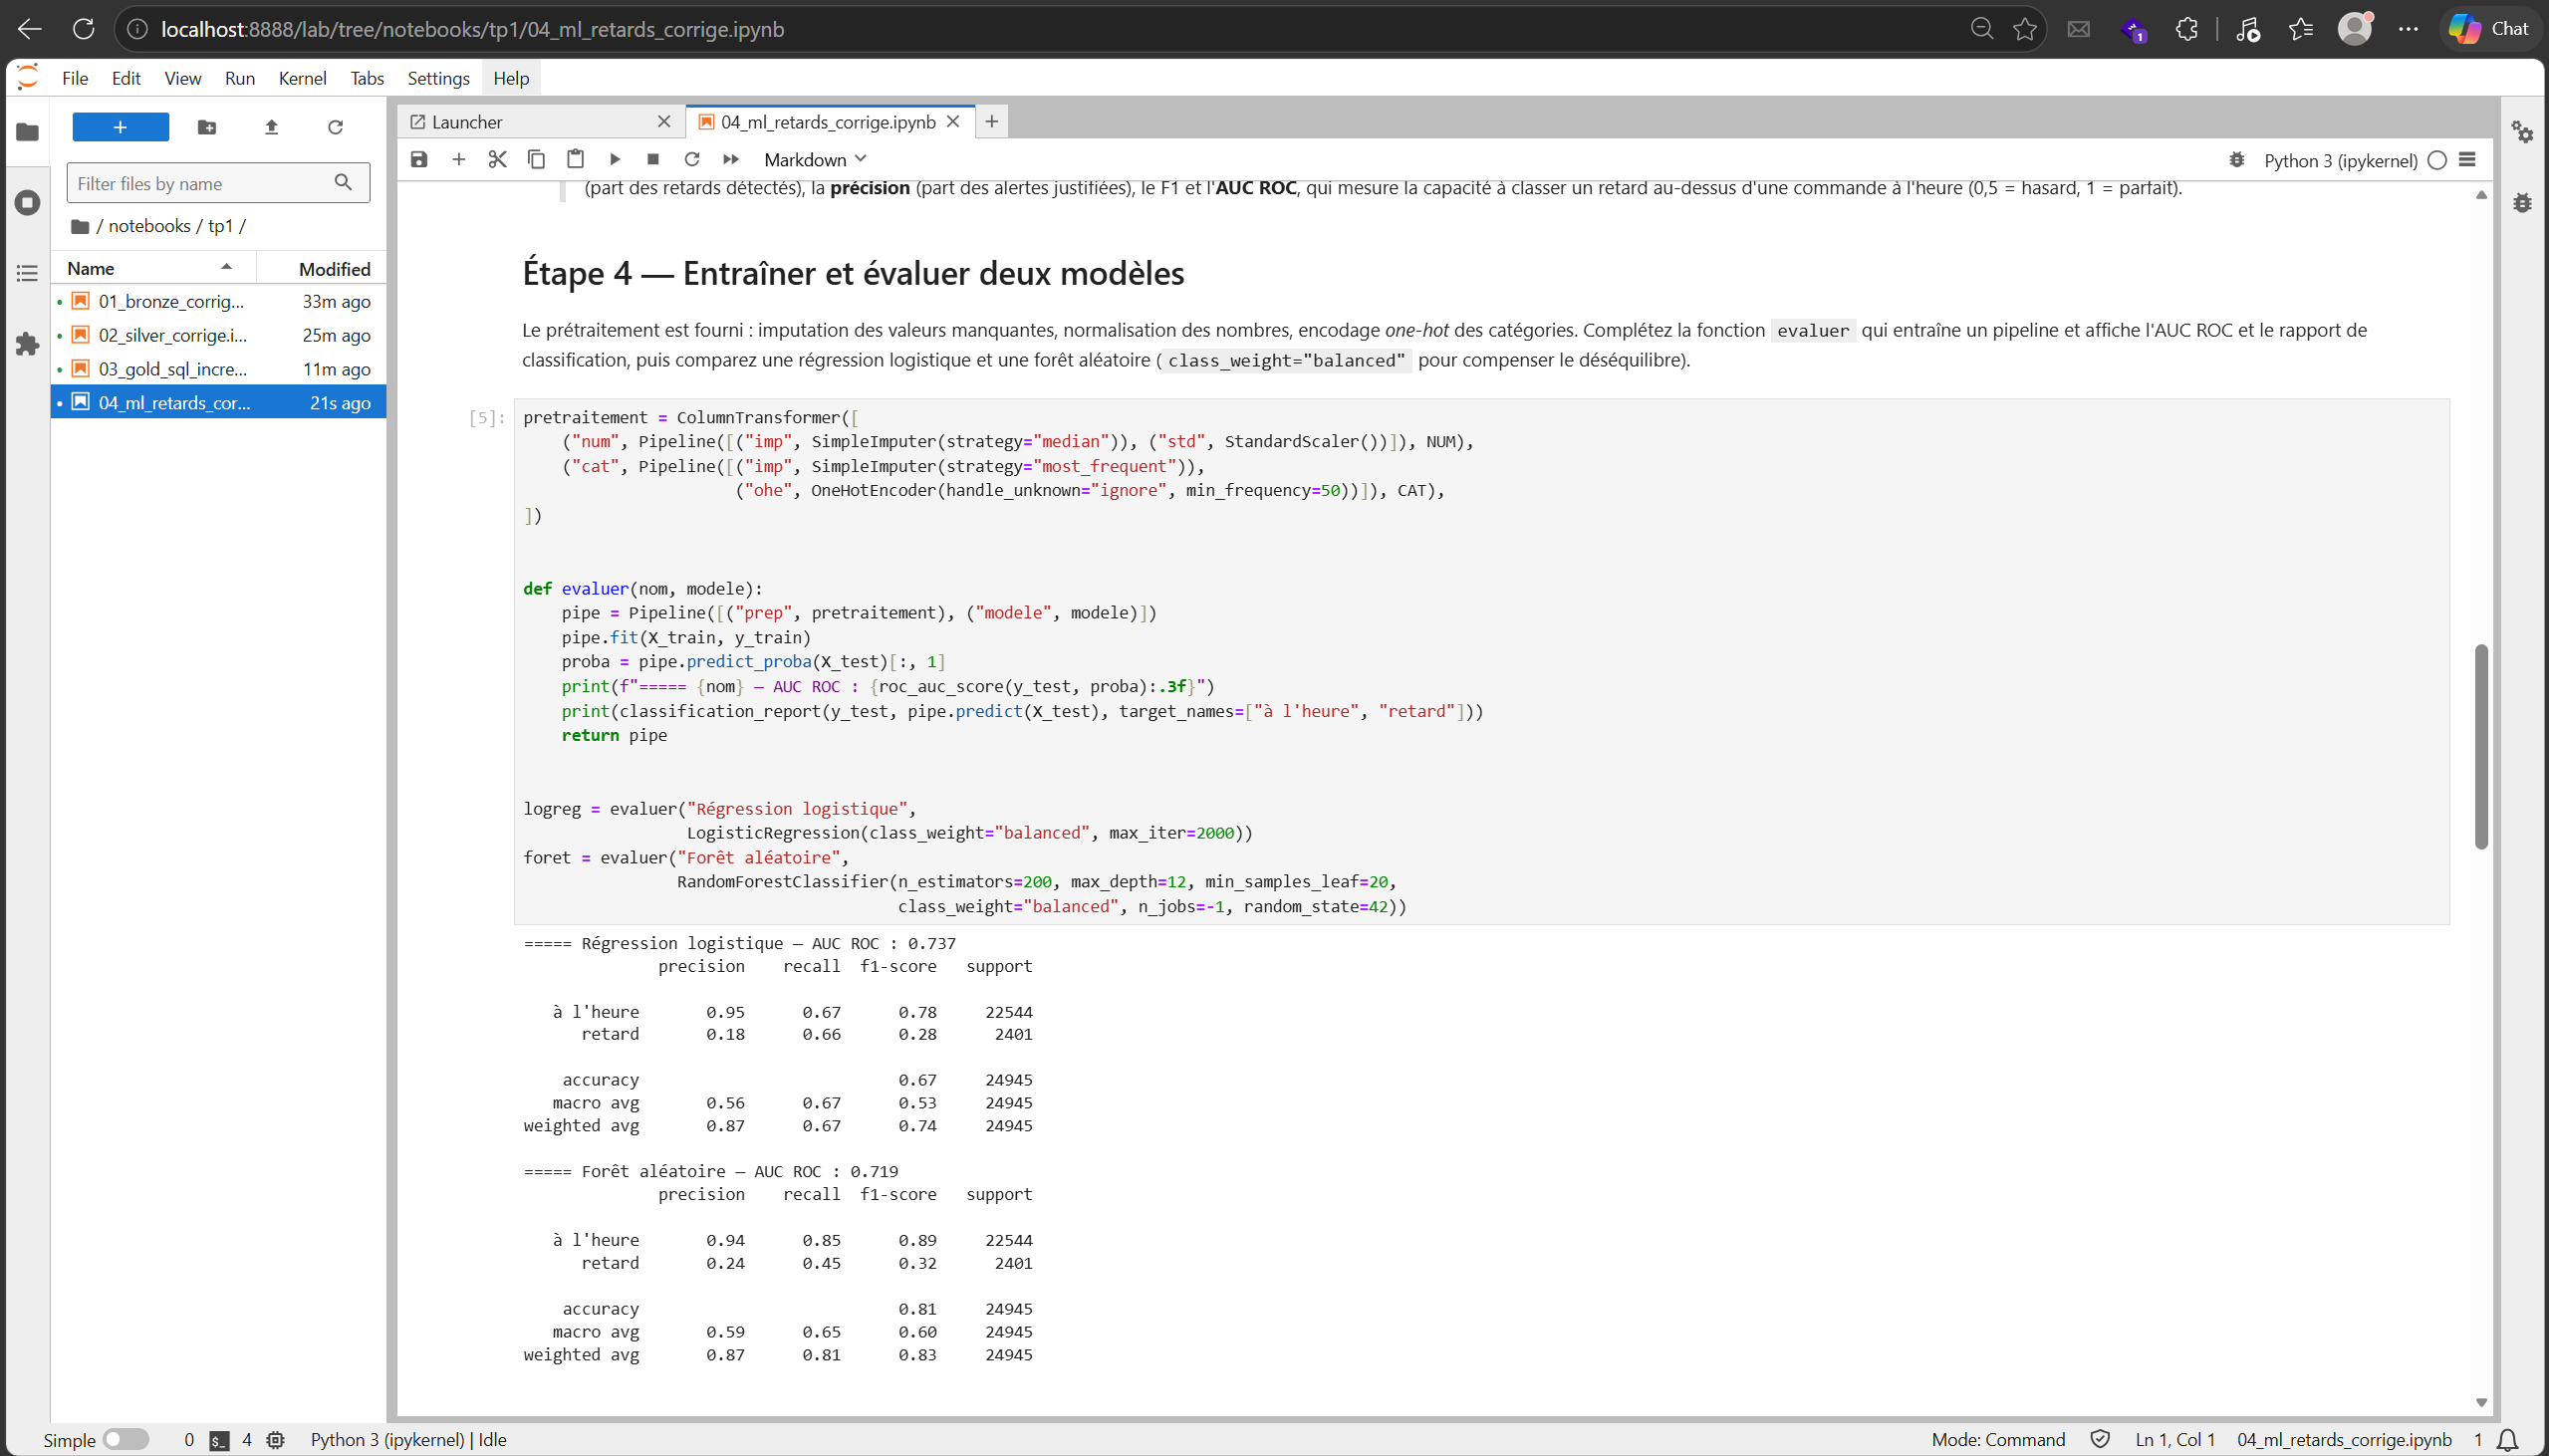 localhost:8888/lab/tree/notebooks/tp1/04_ml_retards_corrige.ipynb
1
Chat
File Edit View Run Kernel Tabs Settings Help
Launcher
04_ml_retards_corrige.ipynb
Markdown
Python 3 (ipykernel)
Filter files by name
/ notebooks / tp1 /
Name Modified
01_bronze_corrig... 33m ago
02_silver_corrige.i... 25m ago
03_gold_sql_incre... 11m ago
04_ml_retards_cor... 21s ago
(part des retards détectés), la précision (part des alertes justifiées), le F1 et l'AUC ROC, qui mesure la capacité à classer un retard au-dessus d'une commande à l'heure (0,5 = hasard, 1 = parfait).
Étape 4 — Entraîner et évaluer deux modèles
Le prétraitement est fourni : imputation des valeurs manquantes, normalisation des nombres, encodage one-hot des catégories. Complétez la fonction evaluer qui entraîne un pipeline et affiche l'AUC ROC et le rapport de
classification, puis comparez une régression logistique et une forêt aléatoire ( class_weight="balanced" pour compenser le déséquilibre).
[5]:
pretraitement = ColumnTransformer([
    ("num", Pipeline([("imp", SimpleImputer(strategy="median")), ("std", StandardScaler())]), NUM),
    ("cat", Pipeline([("imp", SimpleImputer(strategy="most_frequent")),
                      ("ohe", OneHotEncoder(handle_unknown="ignore", min_frequency=50))]), CAT),
])
def evaluer(nom, modele):
    pipe = Pipeline([("prep", pretraitement), ("modele", modele)])
    pipe.fit(X_train, y_train)
    proba = pipe.predict_proba(X_test)[:, 1]
    print(f"===== {nom} — AUC ROC : {roc_auc_score(y_test, proba):.3f}")
    print(classification_report(y_test, pipe.predict(X_test), target_names=["à l'heure", "retard"]))
    return pipe
logreg = evaluer("Régression logistique",
                 LogisticRegression(class_weight="balanced", max_iter=2000))
foret = evaluer("Forêt aléatoire",
                RandomForestClassifier(n_estimators=200, max_depth=12, min_samples_leaf=20,
                                       class_weight="balanced", n_jobs=-1, random_state=42))
===== Régression logistique — AUC ROC : 0.737
              precision    recall  f1-score   support
   à l'heure       0.95      0.67      0.78     22544
      retard       0.18      0.66      0.28      2401
    accuracy                           0.67     24945
   macro avg       0.56      0.67      0.53     24945
weighted avg       0.87      0.67      0.74     24945
===== Forêt aléatoire — AUC ROC : 0.719
              precision    recall  f1-score   support
   à l'heure       0.94      0.85      0.89     22544
      retard       0.24      0.45      0.32      2401
    accuracy                           0.81     24945
   macro avg       0.59      0.65      0.60     24945
weighted avg       0.87      0.81      0.83     24945
Simple 0 $_ 4 Python 3 (ipykernel) | Idle
Mode: Command Ln 1, Col 1 04_ml_retards_corrige.ipynb 1